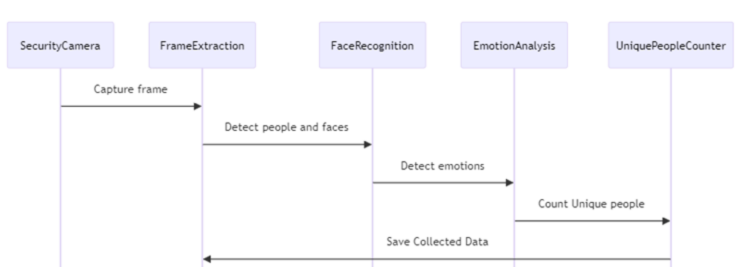 SecurityCamera
FrameExtraction
FaceRecognition
EmotionAnalysis
UniquePeopleCounter
Capture frame
Detect people and faces
Detect emotions
Count Unique people
Save Collected Data